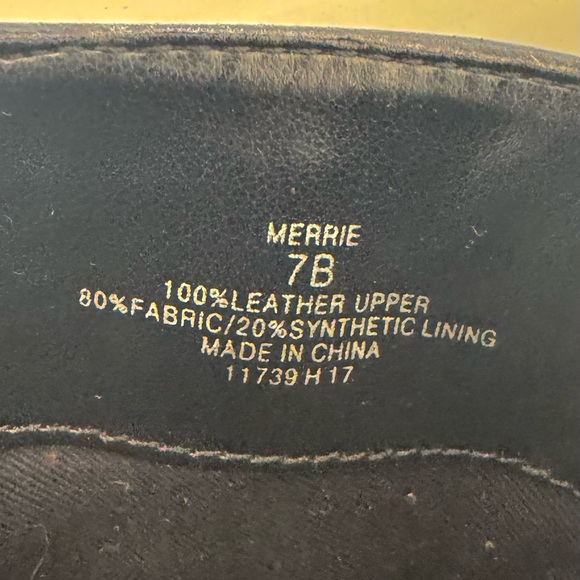 MERRIE
7B
100%LEATHER UPPER
80%FABRIC/20%SYNTHETIC LINING
MADE IN CHINA
11739 H 17